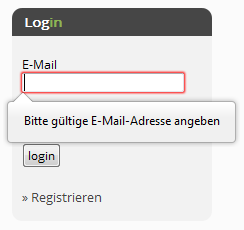 Login
E-Mail
Bitte gültige E-Mail-Adresse angeben
login
» Registrieren